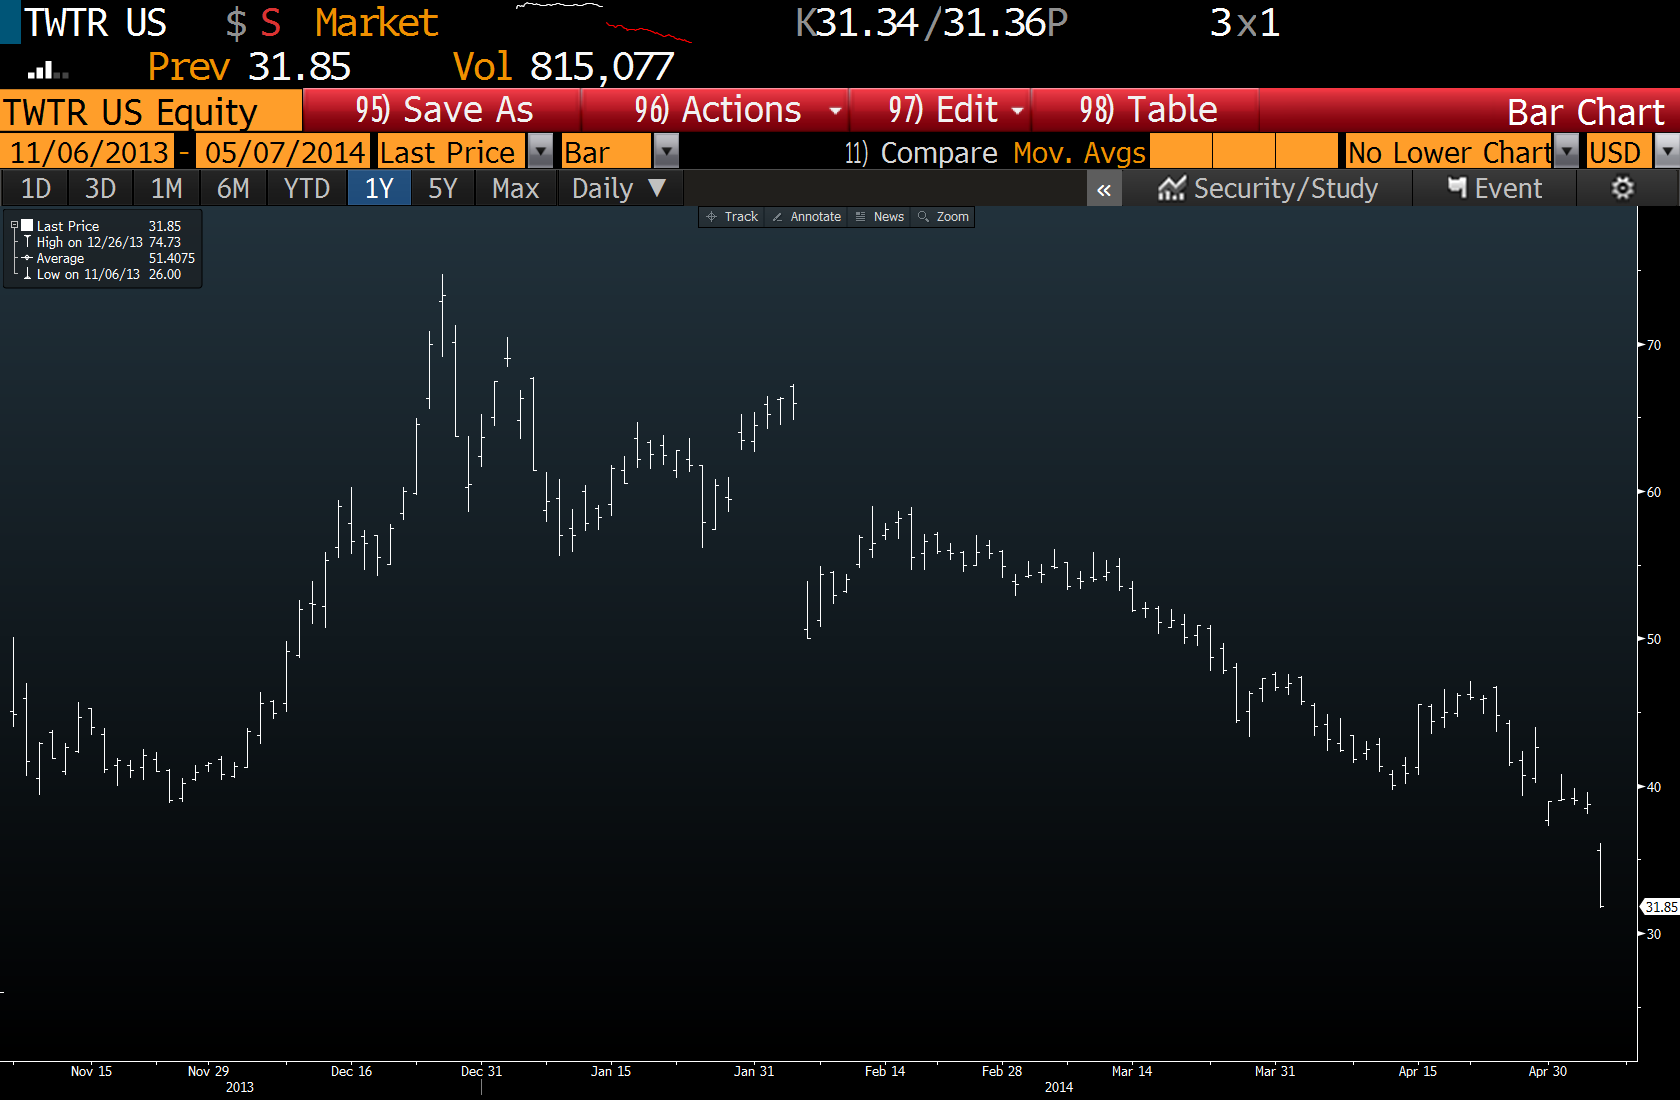 TWTR US $ S Market K31.34/31.36P 3x1
Prev 31.85 Vol 815,077
TWTR US Equity 95) Save As 96) Actions 97) Edit 98) Table Bar Chart
11/06/2013 - 05/07/2014 Last Price Bar 11) Compare Mov. Avgs No Lower Chart USD
1D 3D 1M 6M YTD 1Y 5Y Max Daily ▼ « Security/Study Event
Track Annotate News Zoom
Last Price 31.85
High on 12/26/13 74.73
Average 51.4075
Low on 11/06/13 26.00
70
60
50
40
31.85
30
Nov 15 Nov 29 Dec 16 Dec 31 Jan 15 Jan 31 Feb 14 Feb 28 Mar 14 Mar 31 Apr 15 Apr 30
2013 2014